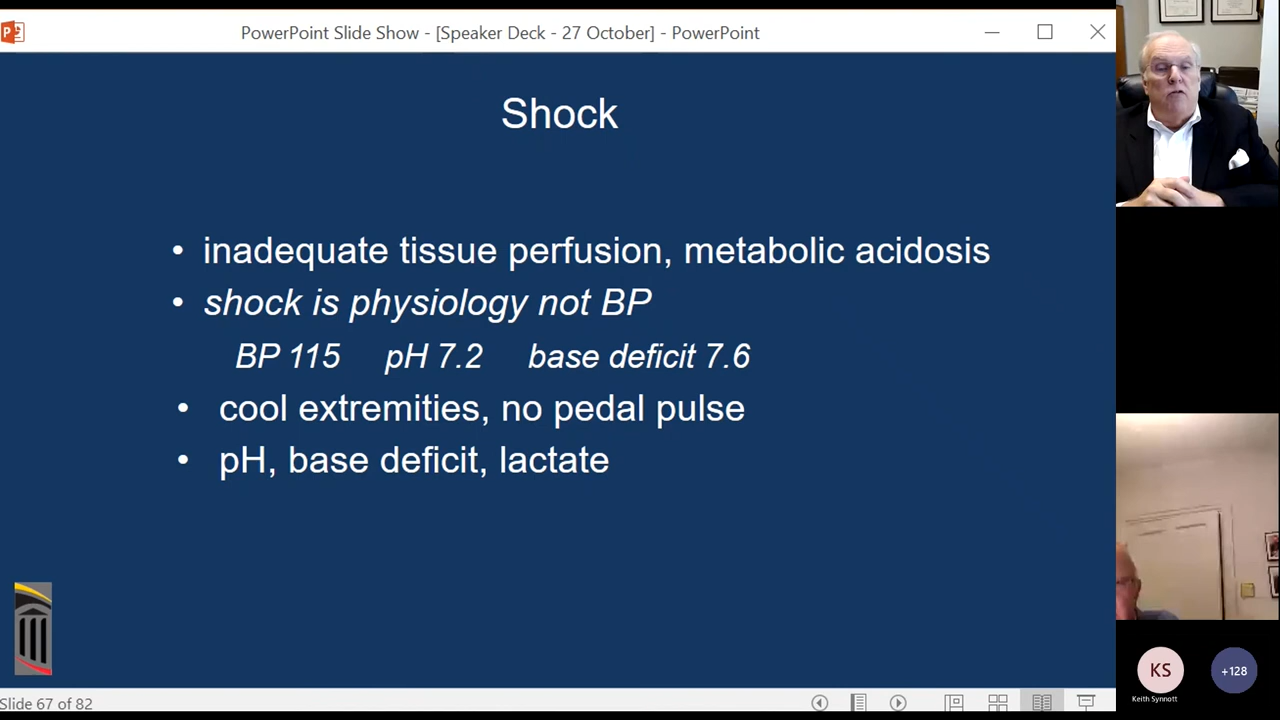 PowerPoint Slide Show - [Speaker Deck - 27 October] - PowerPoint
Shock
• inadequate tissue perfusion, metabolic acidosis
• shock is physiology not BP
BP 115 pH 7.2 base deficit 7.6
• cool extremities, no pedal pulse
• pH, base deficit, lactate
Slide 67 of 82
KS
+128
Keith Synnott